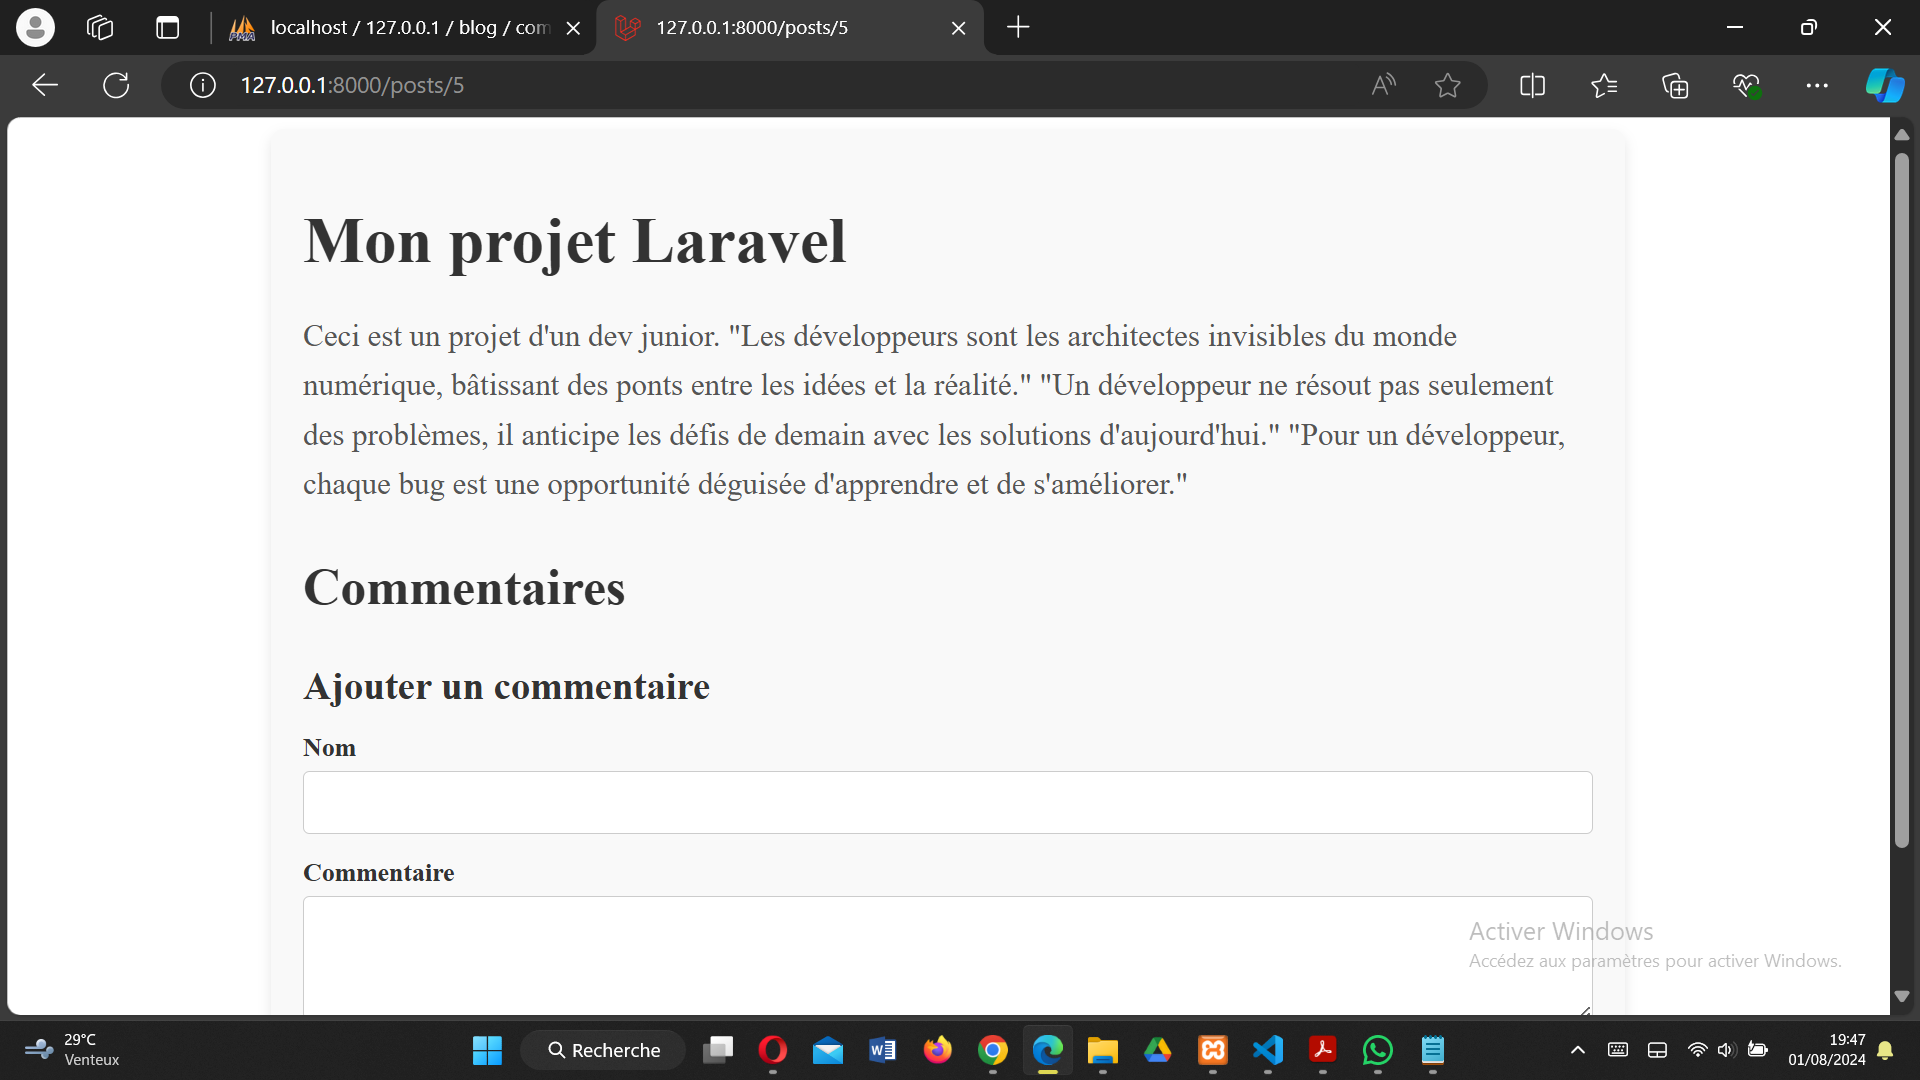 localhost / 127.0.0.1 / blog / com
127.0.0.1:8000/posts/5
127.0.0.1:8000/posts/5
Mon projet Laravel
Ceci est un projet d'un dev junior. "Les développeurs sont les architectes invisibles du monde
numérique, bâtissant des ponts entre les idées et la réalité." "Un développeur ne résout pas seulement
des problèmes, il anticipe les défis de demain avec les solutions d'aujourd'hui." "Pour un développeur,
chaque bug est une opportunité déguisée d'apprendre et de s'améliorer."
Commentaires
Ajouter un commentaire
Nom
Commentaire
Activer Windows
Accédez aux paramètres pour activer Windows.
29°C
Venteux
Recherche
19:47
01/08/2024